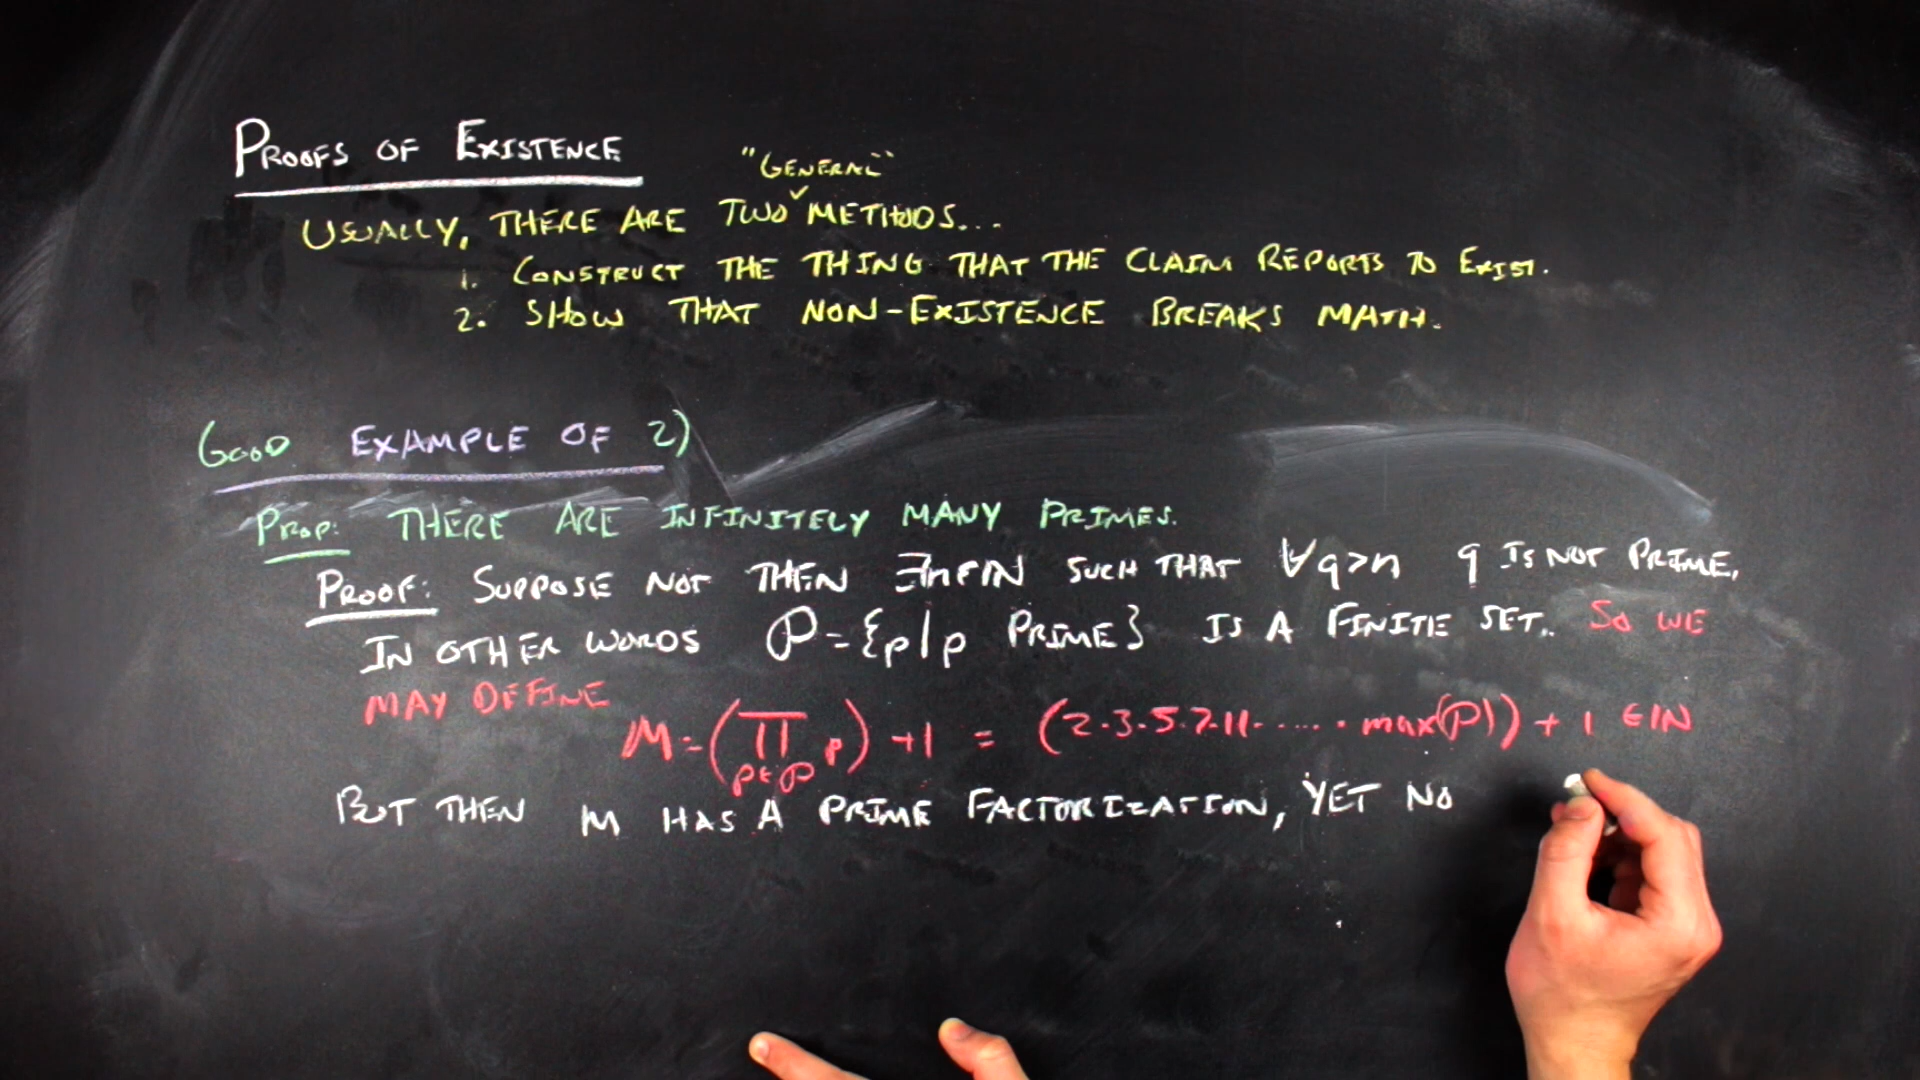 PROOFS OF EXISTENCE
"GENERAL"
USUALLY, THERE ARE TWO METHODS...
1. CONSTRUCT THE THING THAT THE CLAIM REPORTS TO EXIST.
2. SHOW THAT NON-EXISTENCE BREAKS MATH.
GOOD EXAMPLE OF 2)
PROP: THERE ARE INFINITELY MANY PRIMES.
PROOF: SUPPOSE NOT THEN ∃n∈ℕ SUCH THAT ∀q>n q IS NOT PRIME,
IN OTHER WORDS 𝒫={p|p PRIME} IS A FINITE SET. SO WE
MAY DEFINE
M=(∏_{p∈𝒫} p)+1 = (2·3·5·7·11·....·max(𝒫))+1 ∈ℕ
BUT THEN M HAS A PRIME FACTORIZATION, YET NO